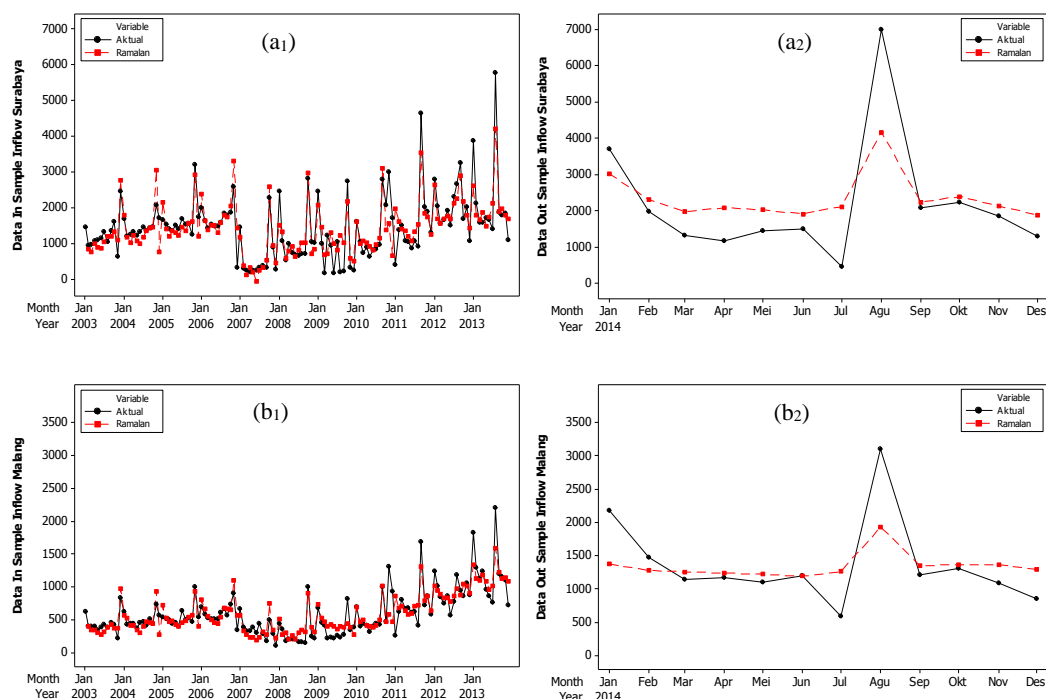 (a1)
Variable
Aktual
Ramalan
Data In Sample Inflow Surabaya
7000
6000
5000
4000
3000
2000
1000
0
Month Jan Jan Jan Jan Jan Jan Jan Jan Jan Jan Jan
Year 2003 2004 2005 2006 2007 2008 2009 2010 2011 2012 2013
(a2)
Variable
Aktual
Ramalan
Data Out Sample Inflow Surabaya
7000
6000
5000
4000
3000
2000
1000
0
Month Jan Feb Mar Apr Mei Jun Jul Agu Sep Okt Nov Des
Year 2014
(b1)
Variable
Aktual
Ramalan
Data In Sample Inflow Malang
3500
3000
2500
2000
1500
1000
500
0
Month Jan Jan Jan Jan Jan Jan Jan Jan Jan Jan Jan
Year 2003 2004 2005 2006 2007 2008 2009 2010 2011 2012 2013
(b2)
Variable
Aktual
Ramalan
Data Out Sample Inflow Malang
3500
3000
2500
2000
1500
1000
500
0
Month Jan Feb Mar Apr Mei Jun Jul Agu Sep Okt Nov Des
Year 2014